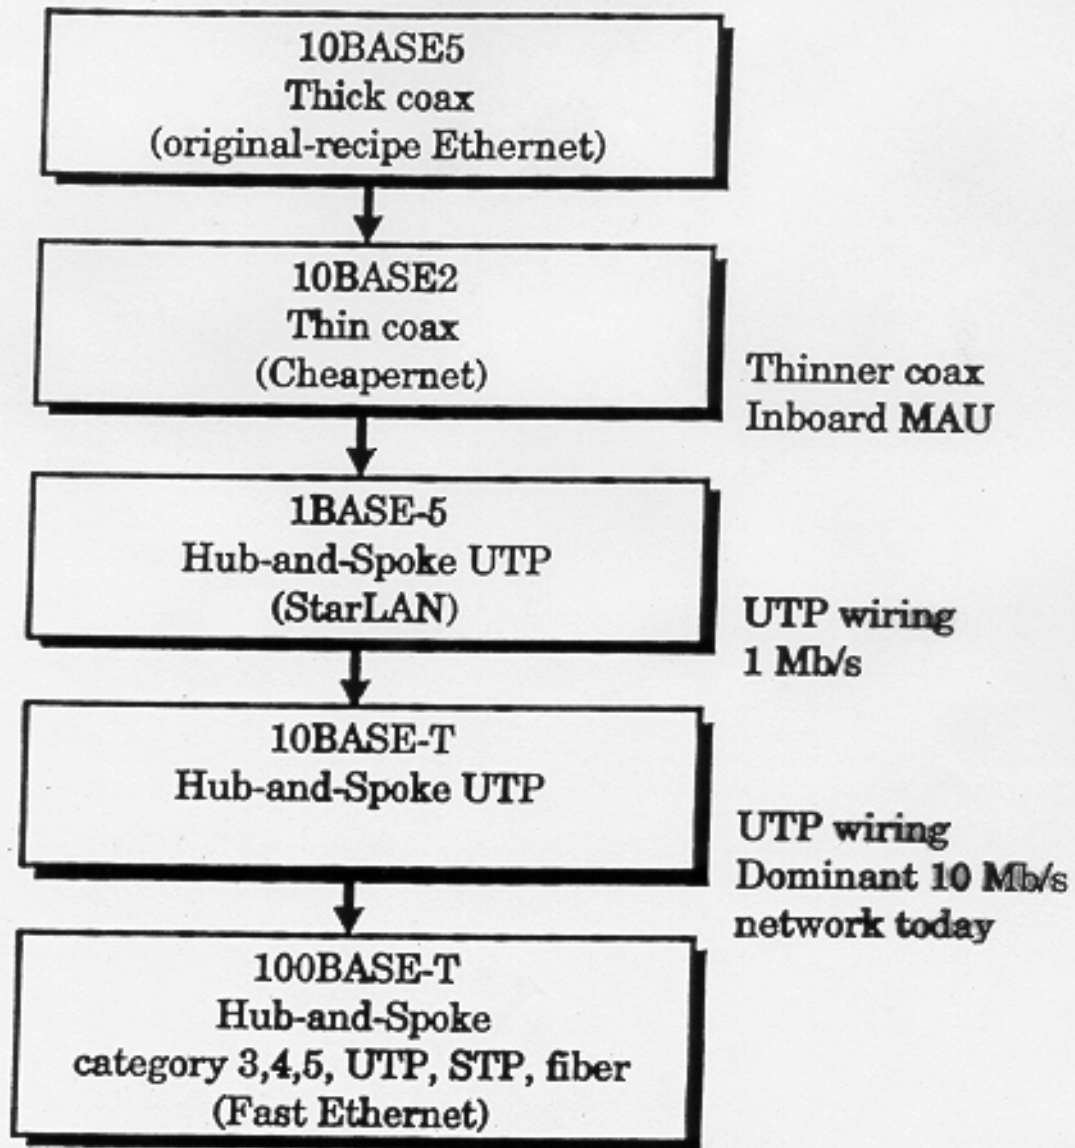 10BASE5
Thick coax
(original-recipe Ethernet)
10BASE2
Thin coax
(Cheapernet)
Thinner coax
Inboard MAU
1BASE-5
Hub-and-Spoke UTP
(StarLAN)
UTP wiring
1 Mb/s
10BASE-T
Hub-and-Spoke UTP
UTP wiring
Dominant 10 Mb/s
network today
100BASE-T
Hub-and-Spoke
category 3,4,5, UTP, STP, fiber
(Fast Ethernet)